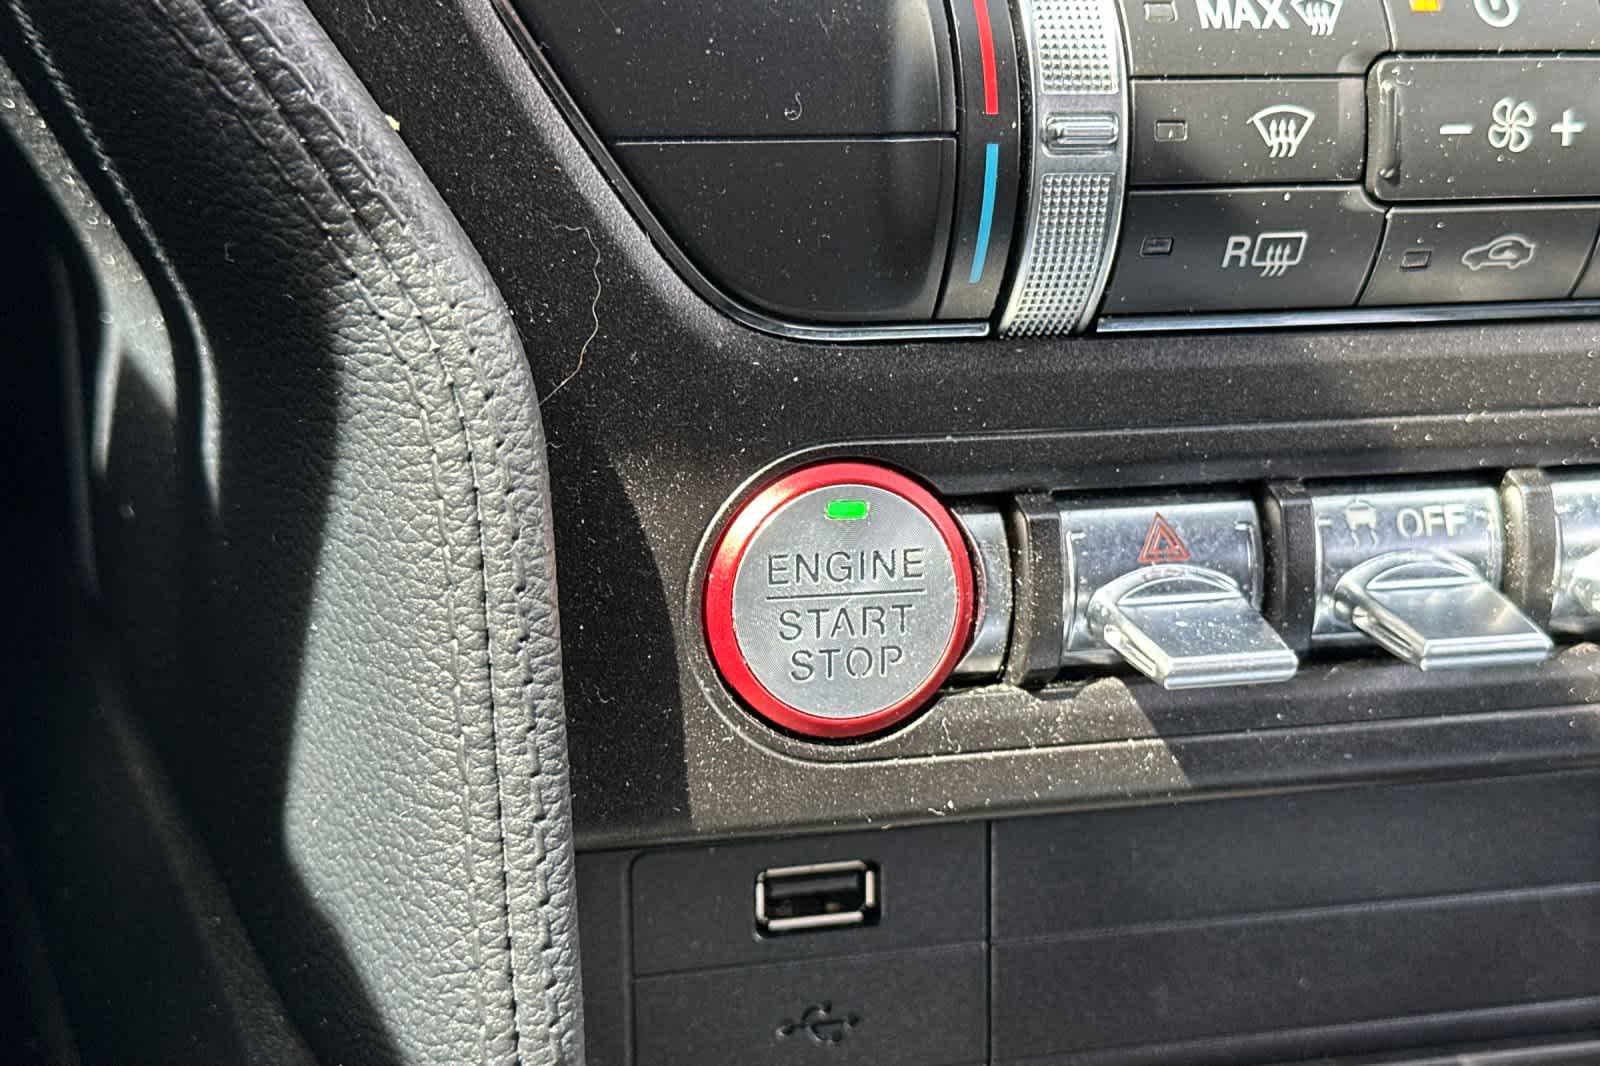 MAX
R
ENGINE
START
STOP
OFF